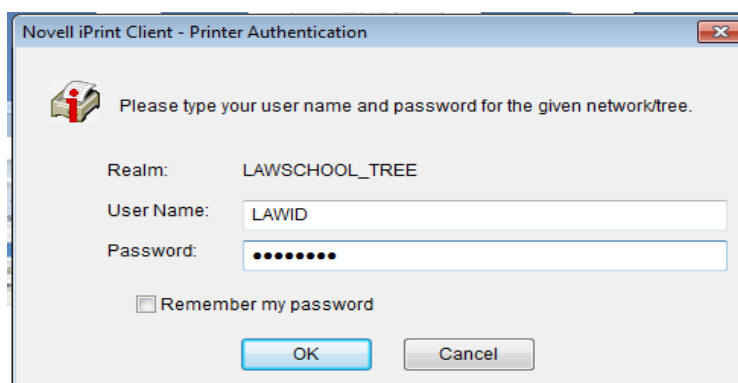 Novell iPrint Client - Printer Authentication
Please type your user name and password for the given network/tree.
Realm: LAWSCHOOL_TREE
User Name: LAWID
Password: ••••••••
Remember my password
OK Cancel